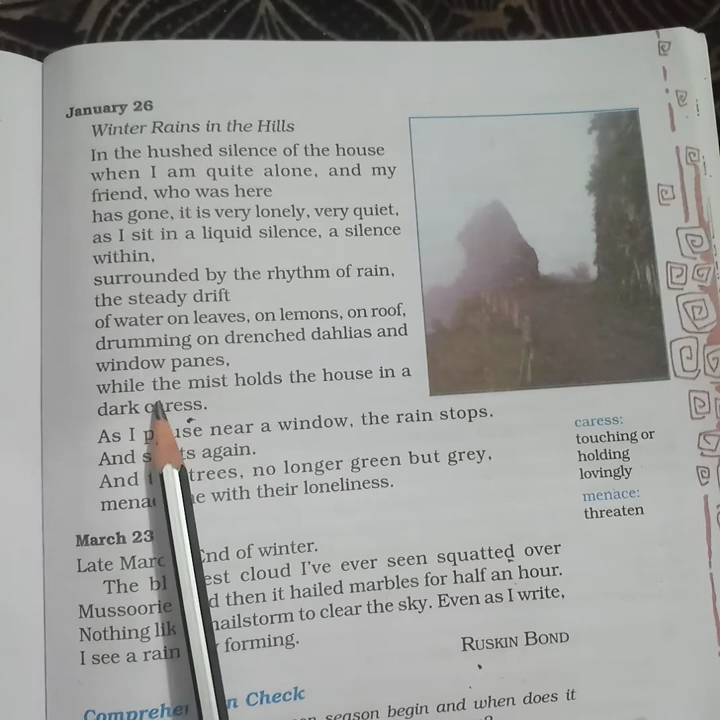 January 26
Winter Rains in the Hills
In the hushed silence of the house
when I am quite alone, and my
friend, who was here
has gone, it is very lonely, very quiet,
as I sit in a liquid silence, a silence
within,
surrounded by the rhythm of rain,
the steady drift
of water on leaves, on lemons, on roof,
drumming on drenched dahlias and
window panes,
while the mist holds the house in a
dark caress.
As I pause near a window, the rain stops.
And starts again.
And the trees, no longer green but grey,
menace me with their loneliness.
caress:
touching or
holding
lovingly
menace:
threaten
March 23
Late March. End of winter.
The blackest cloud I've ever seen squatted over
Mussoorie and then it hailed marbles for half an hour.
Nothing like a hailstorm to clear the sky. Even as I write,
I see a rainbow forming.
RUSKIN BOND
Comprehension Check
season begin and when does it